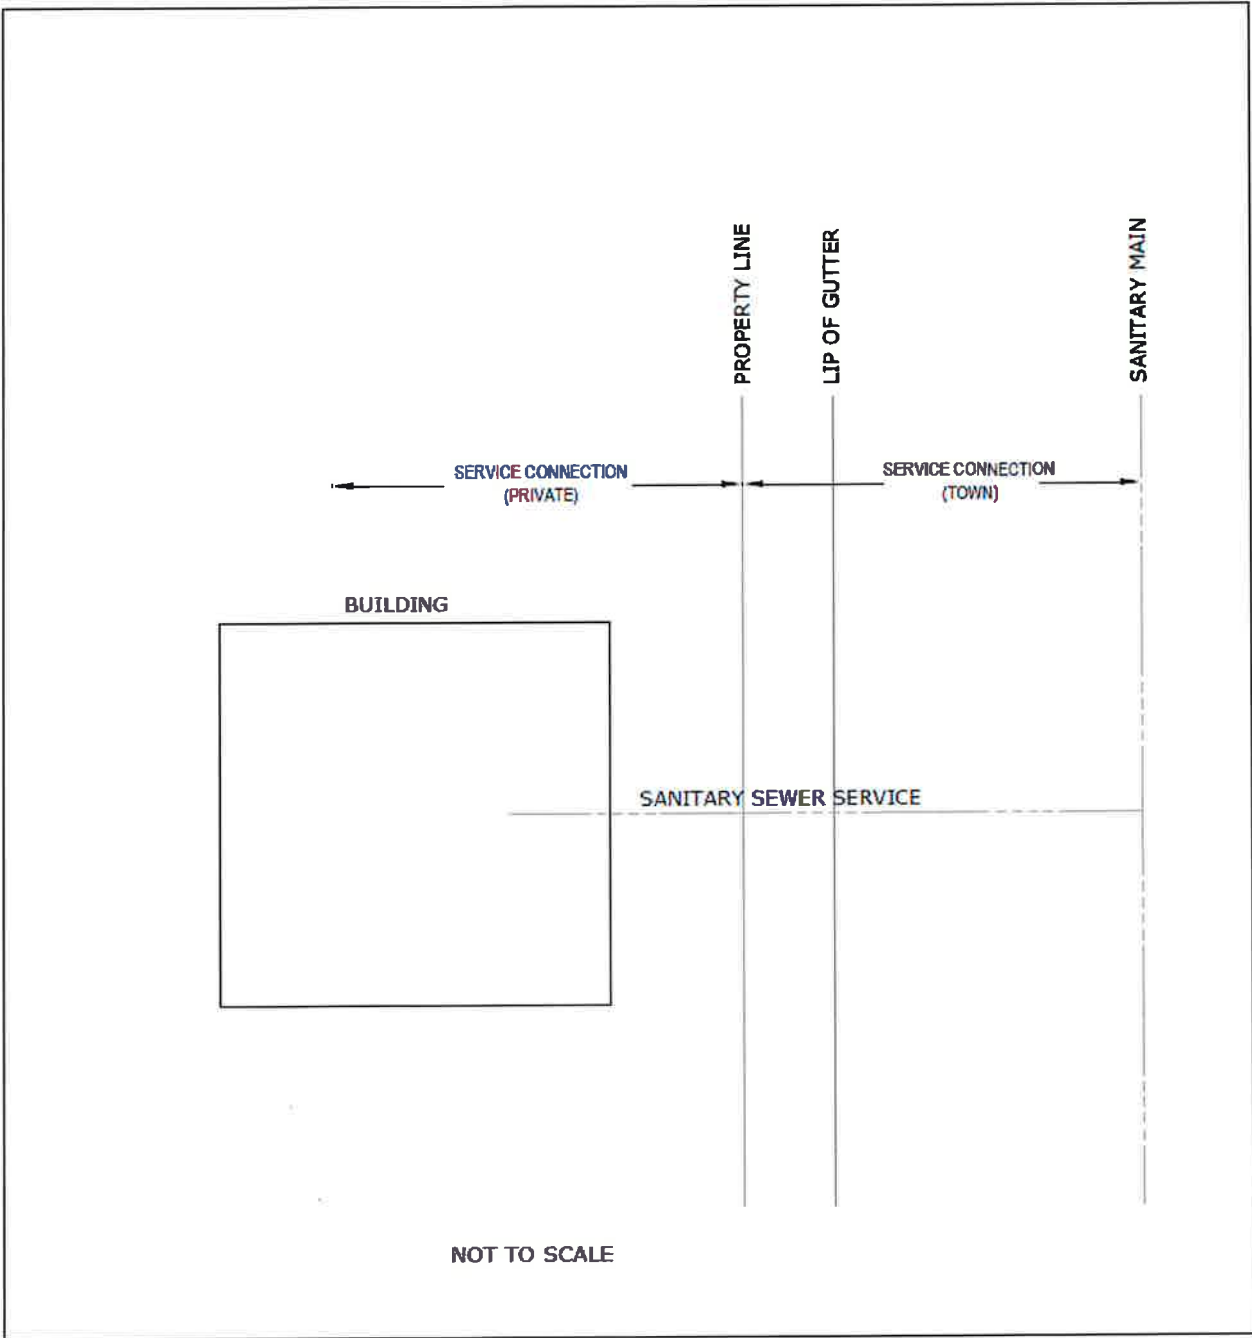 PROPERTY LINE
LIP OF GUTTER
SANITARY MAIN
SERVICE CONNECTION
(PRIVATE)
SERVICE CONNECTION
(TOWN)
BUILDING
SANITARY SEWER SERVICE
NOT TO SCALE